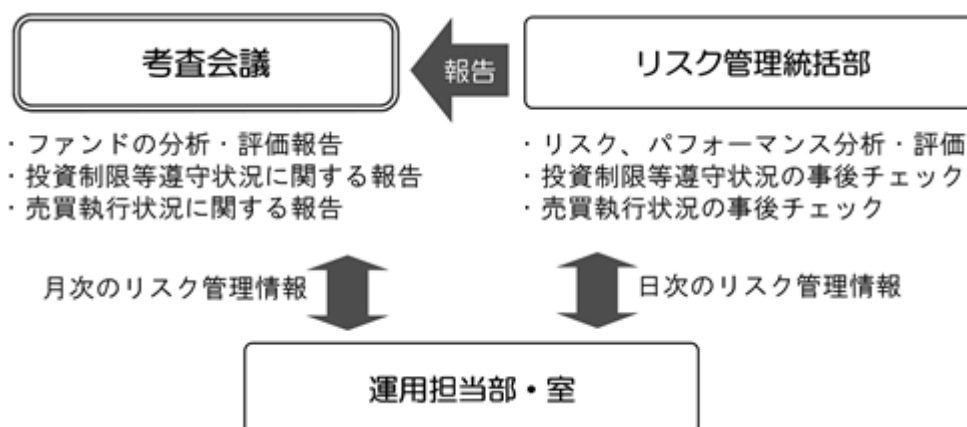 考査会議
報告
リスク管理統括部
・ファンドの分析・評価報告
・投資制限等遵守状況に関する報告
・売買執行状況に関する報告
・リスク、パフォーマンス分析・評価
・投資制限等遵守状況の事後チェック
・売買執行状況の事後チェック
月次のリスク管理情報
日次のリスク管理情報
運用担当部・室